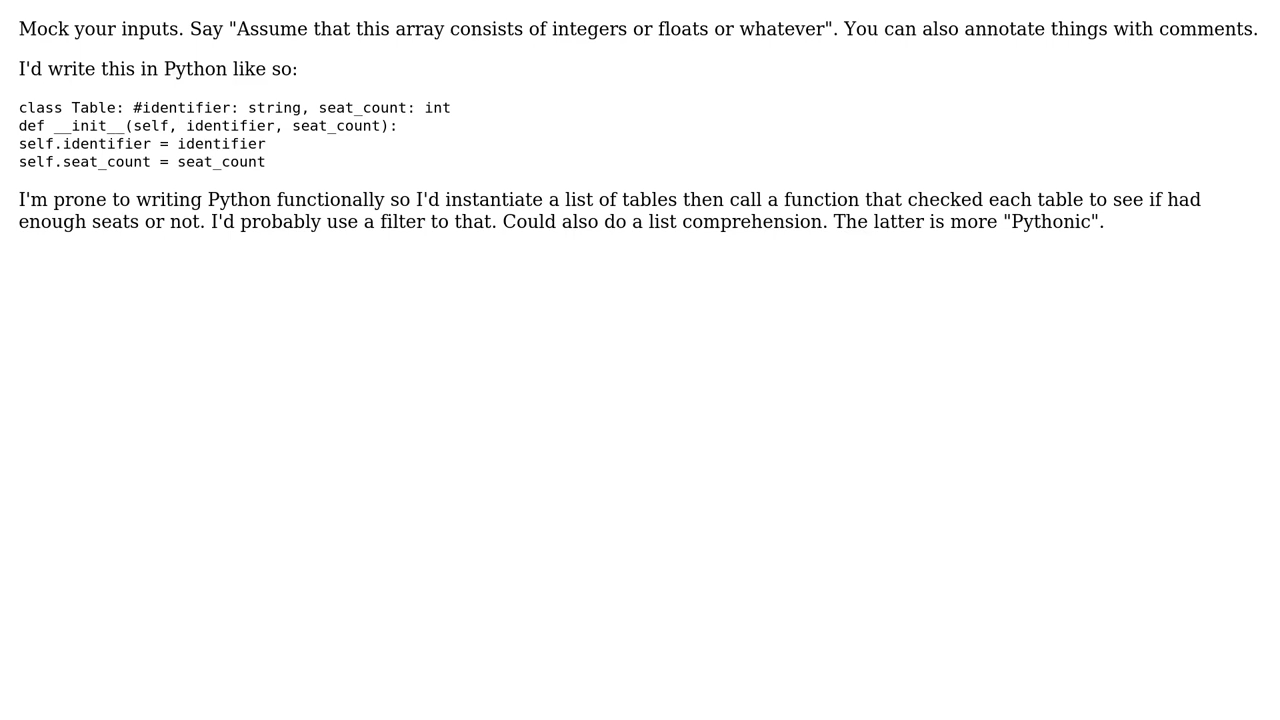 Mock your inputs. Say "Assume that this array consists of integers or floats or whatever". You can also annotate things with comments.
I'd write this in Python like so:
class Table: #identifier: string, seat_count: int
def __init__(self, identifier, seat_count):
self.identifier = identifier
self.seat_count = seat_count
I'm prone to writing Python functionally so I'd instantiate a list of tables then call a function that checked each table to see if had
enough seats or not. I'd probably use a filter to that. Could also do a list comprehension. The latter is more "Pythonic".